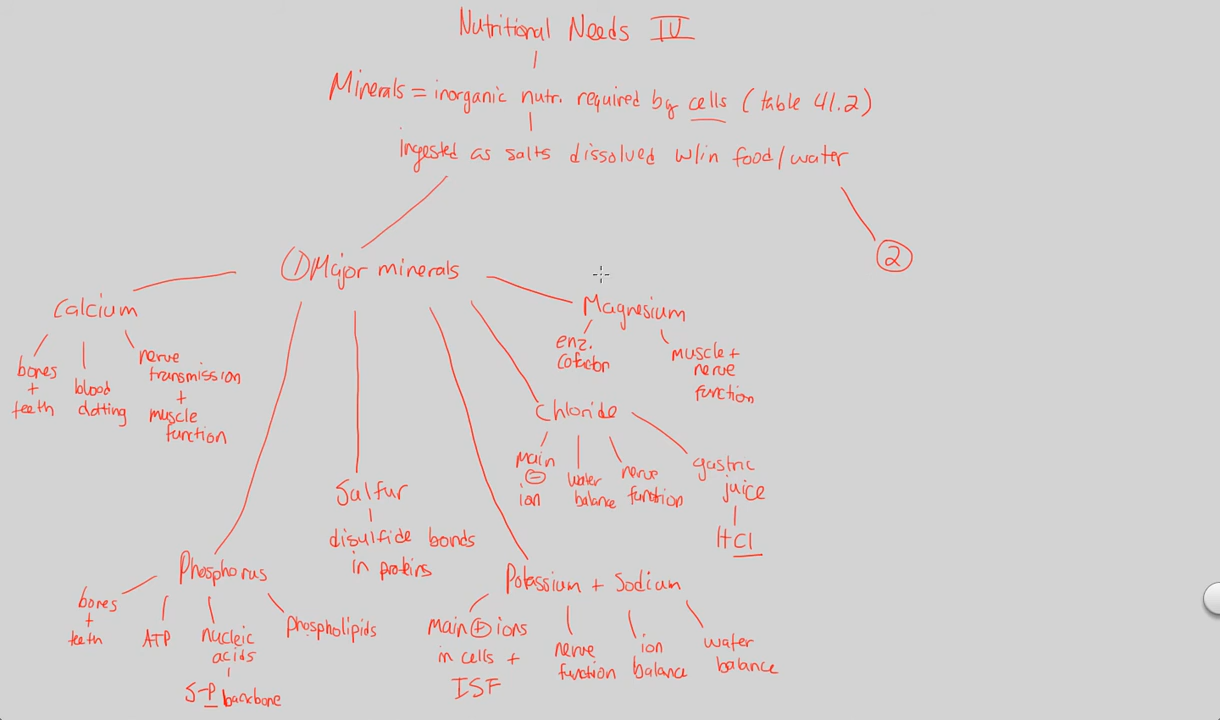 Nutritional Needs IV
Minerals = inorganic nutr. required by cells (table 41.2)
ingested as salts dissolved w/in food/water
① Major minerals
②
Calcium
bones
+
teeth
blood
clotting
nerve
transmission
+
muscle
function
Phosphorus
bones
+
teeth
ATP
nucleic
acids
S-P backbone
phospholipids
Sulfur
disulfide bonds
in proteins
Potassium + Sodium
main ⊕ ions
in cells +
ISF
nerve
function
ion
balance
water
balance
Chloride
main
⊖
ion
water
balance
nerve
function
gastric
juice
HCl
Magnesium
enz.
cofactor
muscle +
nerve
function